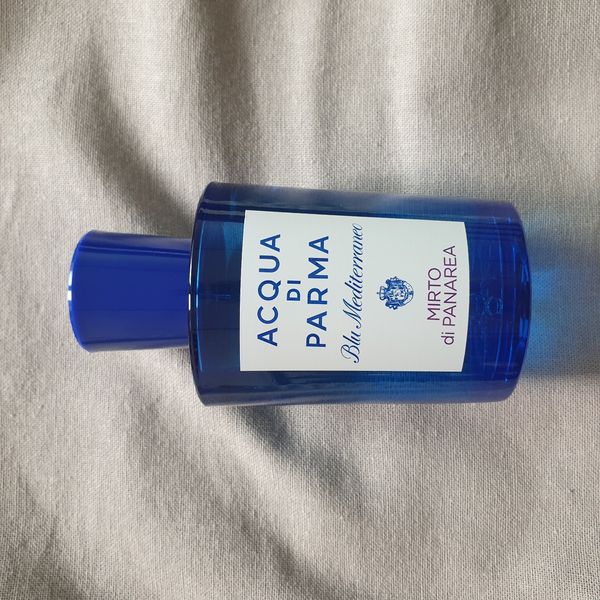 ACQUA
DI
PARMA
Blu Mediterraneo
MIRTO
di PANAREA